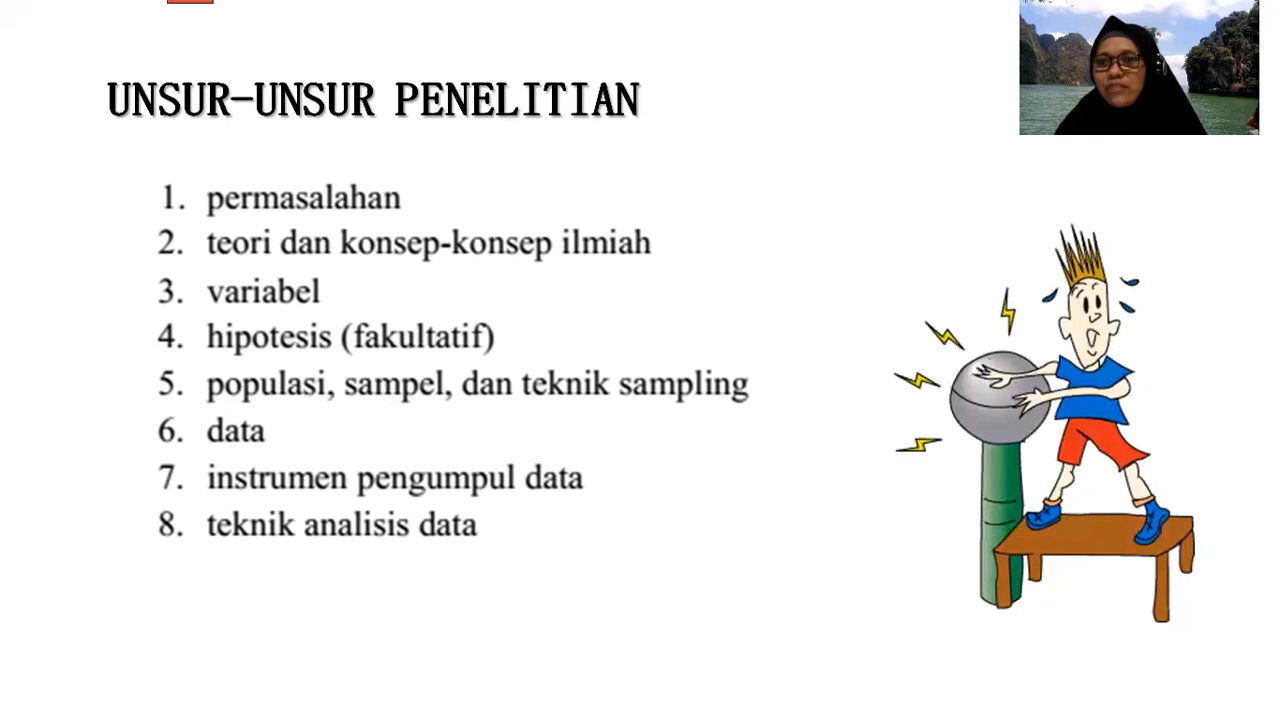 UNSUR-UNSUR PENELITIAN
1. permasalahan
2. teori dan konsep-konsep ilmiah
3. variabel
4. hipotesis (fakultatif)
5. populasi, sampel, dan teknik sampling
6. data
7. instrumen pengumpul data
8. teknik analisis data